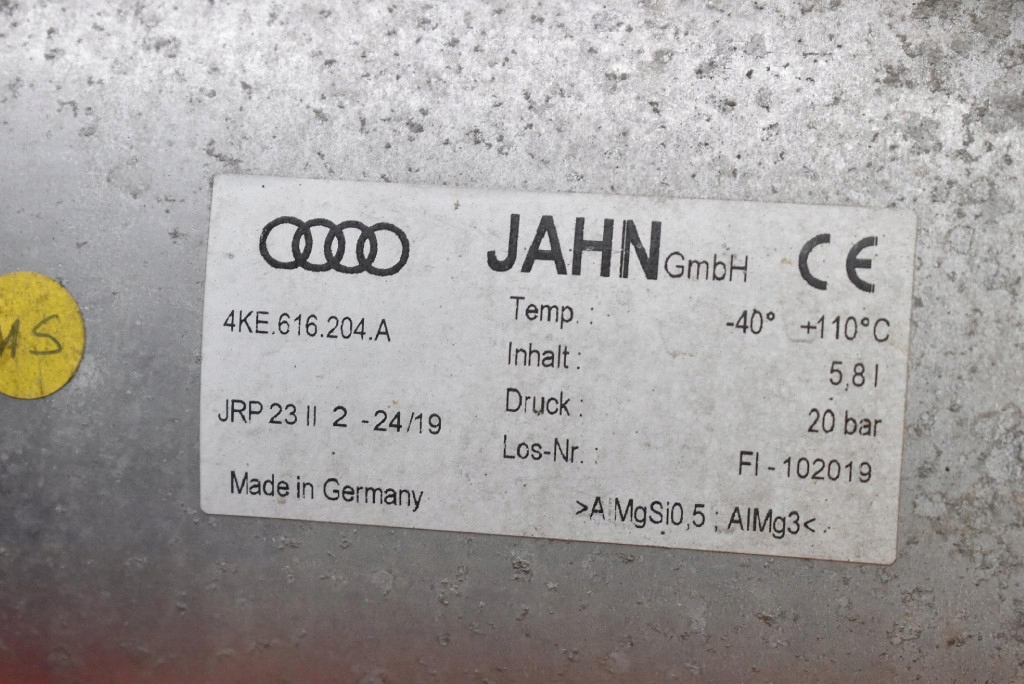 JAHN GmbH CE
4KE.616.204.A
JRP 23 II 2 -24/19
Made in Germany
Temp. : -40° +110°C
Inhalt : 5,8 l
Druck : 20 bar
Los-Nr. : FI - 102019
>AlMgSi0,5 ; AlMg3<
MS